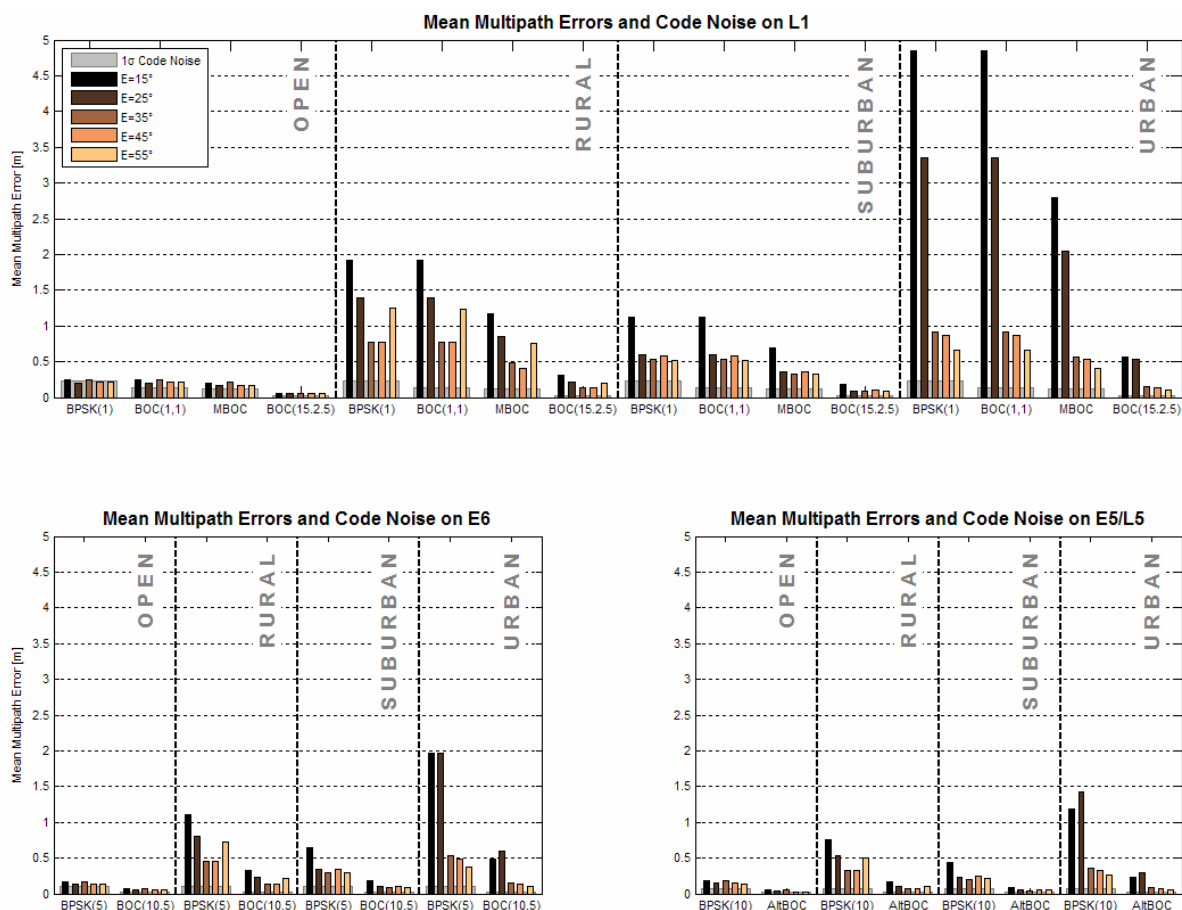 Mean Multipath Errors and Code Noise on L1
Mean Multipath Error [m]
5
4.5
4
3.5
3
2.5
2
1.5
1
0.5
0
1σ Code Noise
E=15°
E=25°
E=35°
E=45°
E=55°
OPEN
RURAL
SUBURBAN
URBAN
BPSK(1) BOC(1,1) MBOC BOC(15.2.5) BPSK(1) BOC(1,1) MBOC BOC(15.2.5) BPSK(1) BOC(1,1) MBOC BOC(15.2.5) BPSK(1) BOC(1,1) MBOC BOC(15.2.5)
Mean Multipath Errors and Code Noise on E6
Mean Multipath Error [m]
5
4.5
4
3.5
3
2.5
2
1.5
1
0.5
0
OPEN
RURAL
SUBURBAN
URBAN
BPSK(5) BOC(10.5) BPSK(5) BOC(10.5) BPSK(5) BOC(10.5) BPSK(5) BOC(10.5)
Mean Multipath Errors and Code Noise on E5/L5
5
4.5
4
3.5
3
2.5
2
1.5
1
0.5
0
OPEN
RURAL
SUBURBAN
URBAN
BPSK(10) AltBOC BPSK(10) AltBOC BPSK(10) AltBOC BPSK(10) AltBOC